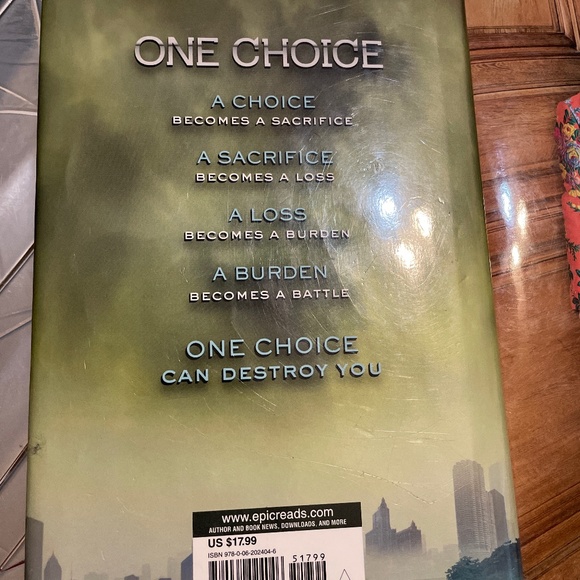 ONE CHOICE
A CHOICE
BECOMES A SACRIFICE
A SACRIFICE
BECOMES A LOSS
A LOSS
BECOMES A BURDEN
A BURDEN
BECOMES A BATTLE
ONE CHOICE
CAN DESTROY YOU
www.epicreads.com
AUTHOR AND BOOK NEWS, DOWNLOADS, AND MORE
US $17.99
ISBN 978-0-06-202404-6
51799